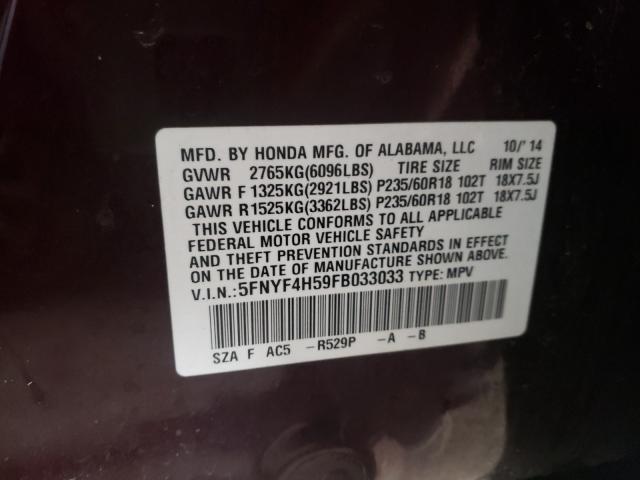 MFD. BY HONDA MFG. OF ALABAMA, LLC 10/'14
GVWR 2765KG(6096LBS) TIRE SIZE RIM SIZE
GAWR F 1325KG(2921LBS) P235/60R18 102T 18X7.5J
GAWR R 1525KG(3362LBS) P235/60R18 102T 18X7.5J
THIS VEHICLE CONFORMS TO ALL APPLICABLE
FEDERAL MOTOR VEHICLE SAFETY
AND THEFT PREVENTION STANDARDS IN EFFECT
ON THE DATE OF MANUFACTURE SHOWN ABOVE.
V.I.N.: 5FNYF4H59FB033033 TYPE: MPV
SZA F AC5 -R529P -A -B